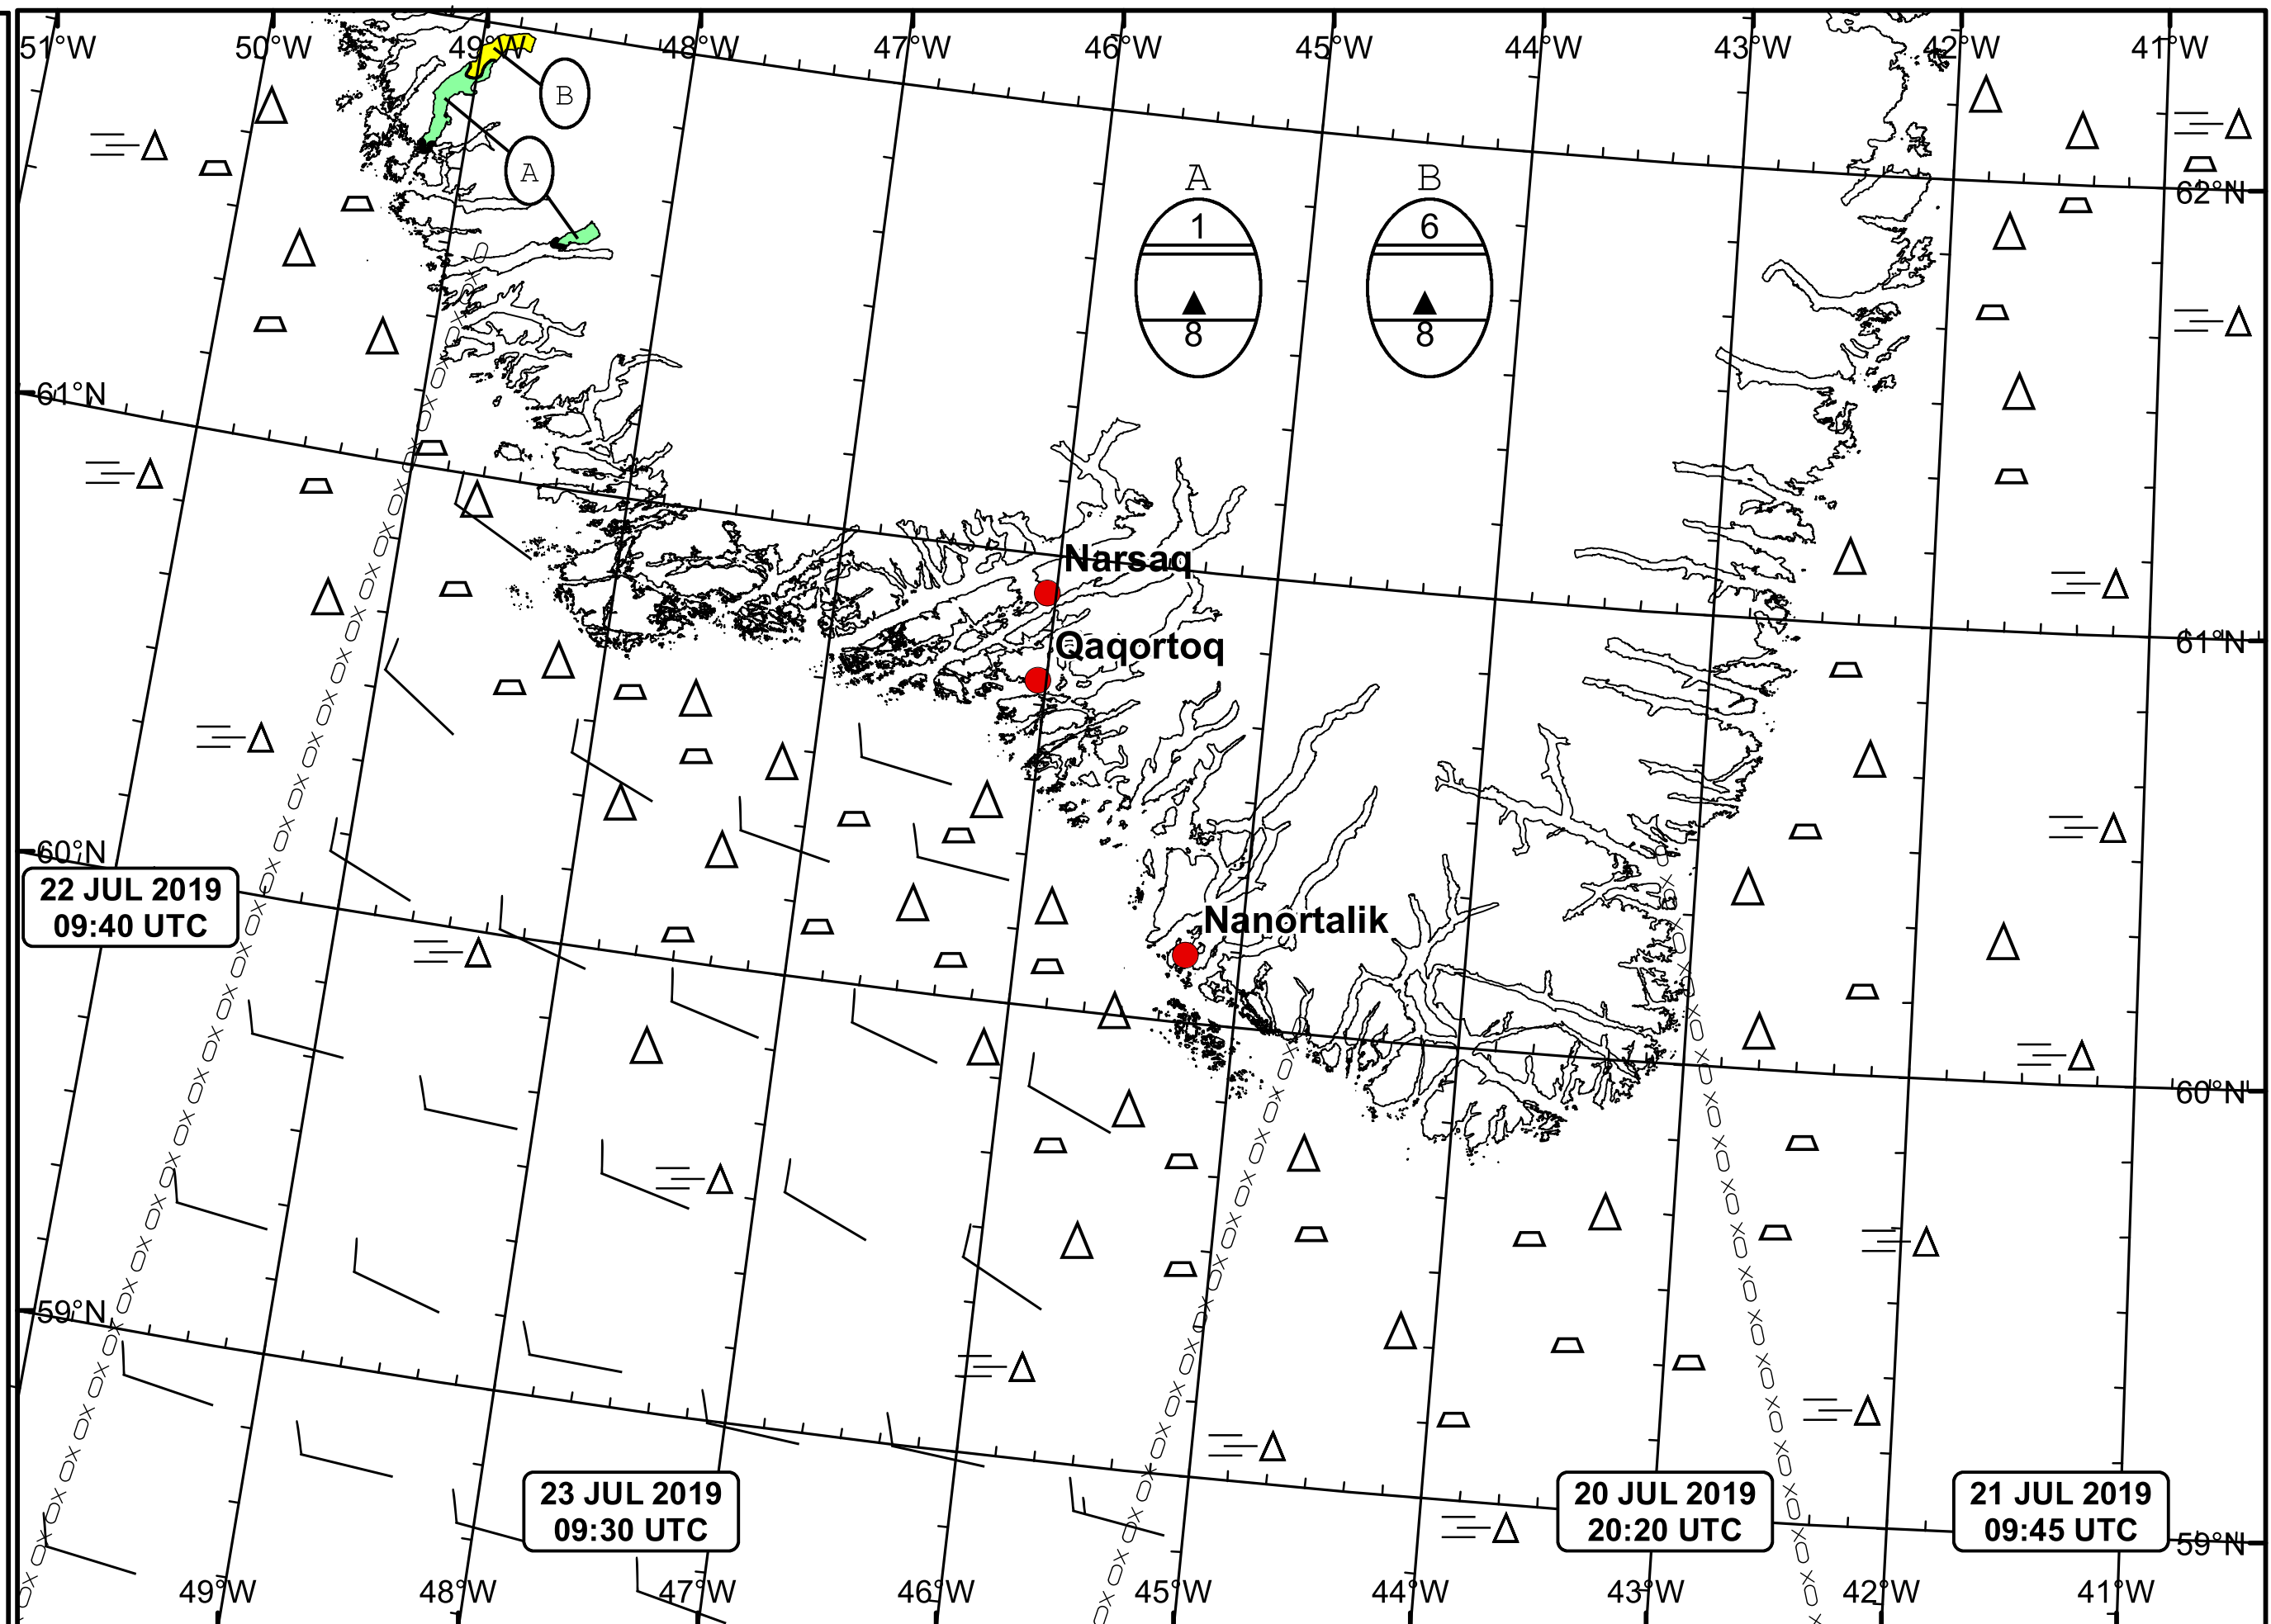 51°W 50°W 49°W 48°W 47°W 46°W 45°W 44°W 43°W 42°W 41°W
B
A
A B
1 6
8 8
62°N
61°N
Narsaq
Qaqortoq
61°N
60°N
22 JUL 2019
09:40 UTC
Nanortalik
60°N
59°N
23 JUL 2019
09:30 UTC
20 JUL 2019
20:20 UTC
21 JUL 2019
09:45 UTC
59°N
49°W 48°W 47°W 46°W 45°W 44°W 43°W 42°W 41°W